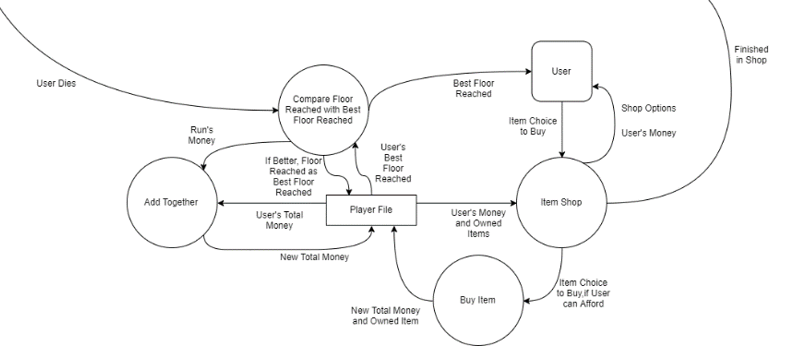 Finished
in Shop
User Dies
Compare Floor
Reached with Best
Floor Reached
Best Floor
Reached
User
Shop Options
User's Money
Item Choice
to Buy
Run's
Money
If Better, Floor
Reached as
Best Floor
Reached
User's
Best
Floor
Reached
Add Together
User's Total
Money
Player File
User's Money
and Owned
Items
Item Shop
New Total Money
Item Choice
to Buy,if User
can Afford
Buy Item
New Total Money
and Owned Item